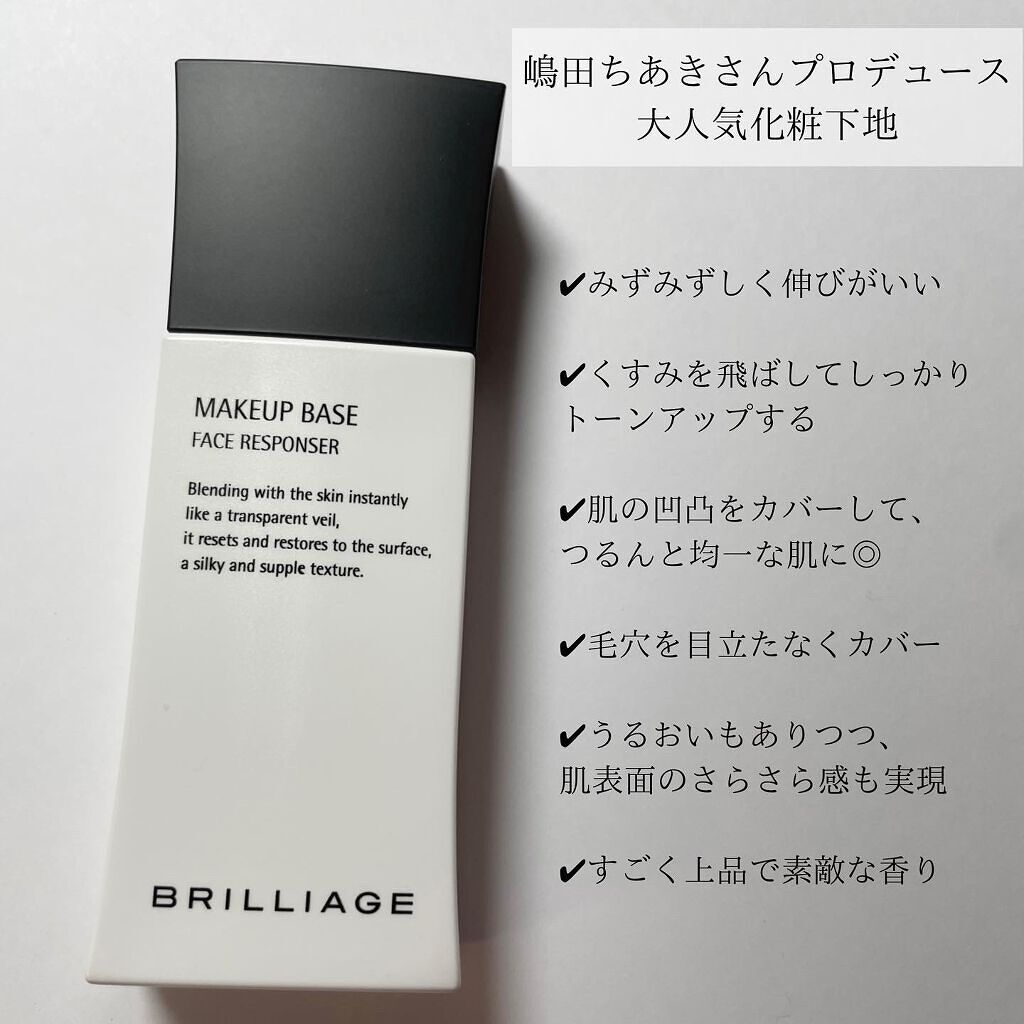 嶋田ちあきさんプロデュース
大人気化粧下地
✔みずみずしく伸びがいい
✔くすみを飛ばしてしっかり
トーンアップする
✔肌の凹凸をカバーして、
つるんと均一な肌に◎
✔毛穴を目立たなくカバー
✔うるおいもありつつ、
肌表面のさらさら感も実現
✔すごく上品で素敵な香り
MAKEUP BASE
FACE RESPONSER
Blending with the skin instantly
like a transparent veil,
it resets and restores to the surface,
a silky and supple texture.
BRILLIAGE